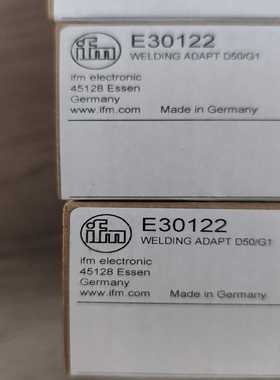 ifm
E30122
WELDING ADAPT D50/G1
ifm electronic
45128 Essen
Germany
www.ifm.com Made in Germany
ifm
E30122
WELDING ADAPT D50/G1
ifm electronic
45128 Essen
Germany
www.ifm.com Made in Germany